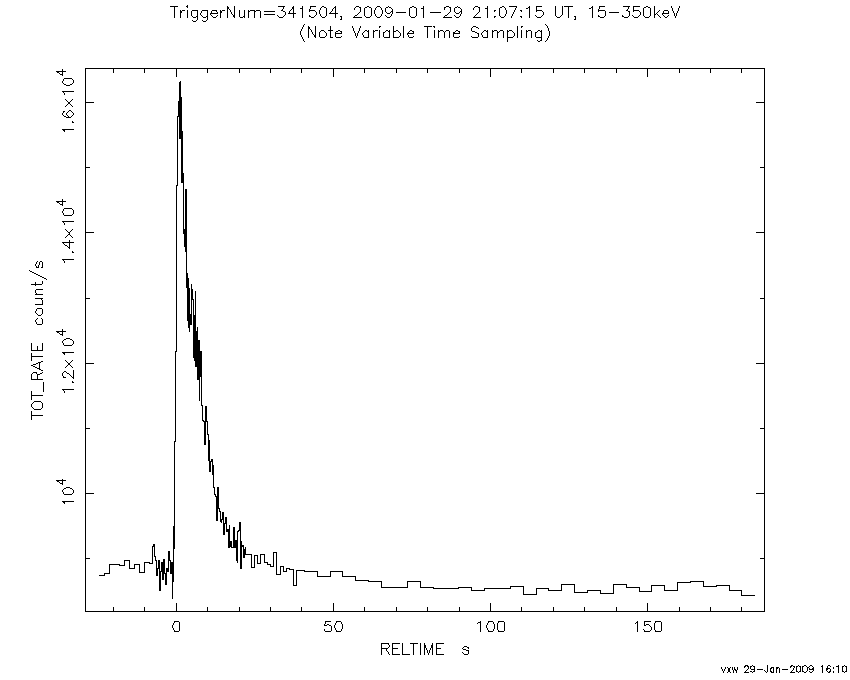 TriggerNum=341504, 2009-01-29 21:07:15 UT, 15-350keV
(Note Variable Time Sampling)
TOT_RATE count/s
1.6×10⁴
1.4×10⁴
1.2×10⁴
10⁴
0 50 100 150
RELTIME s
vxw 29-Jan-2009 16:10